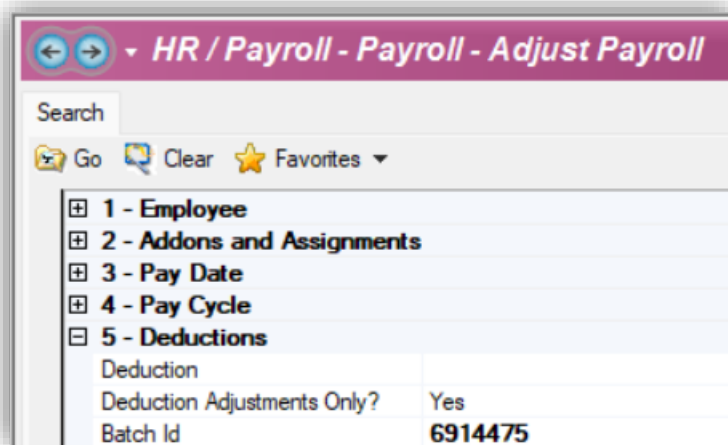 HR / Payroll - Payroll - Adjust Payroll
Search
Go Clear Favorites
1 - Employee
2 - Addons and Assignments
3 - Pay Date
4 - Pay Cycle
5 - Deductions
Deduction
Deduction Adjustments Only? Yes
Batch Id 6914475